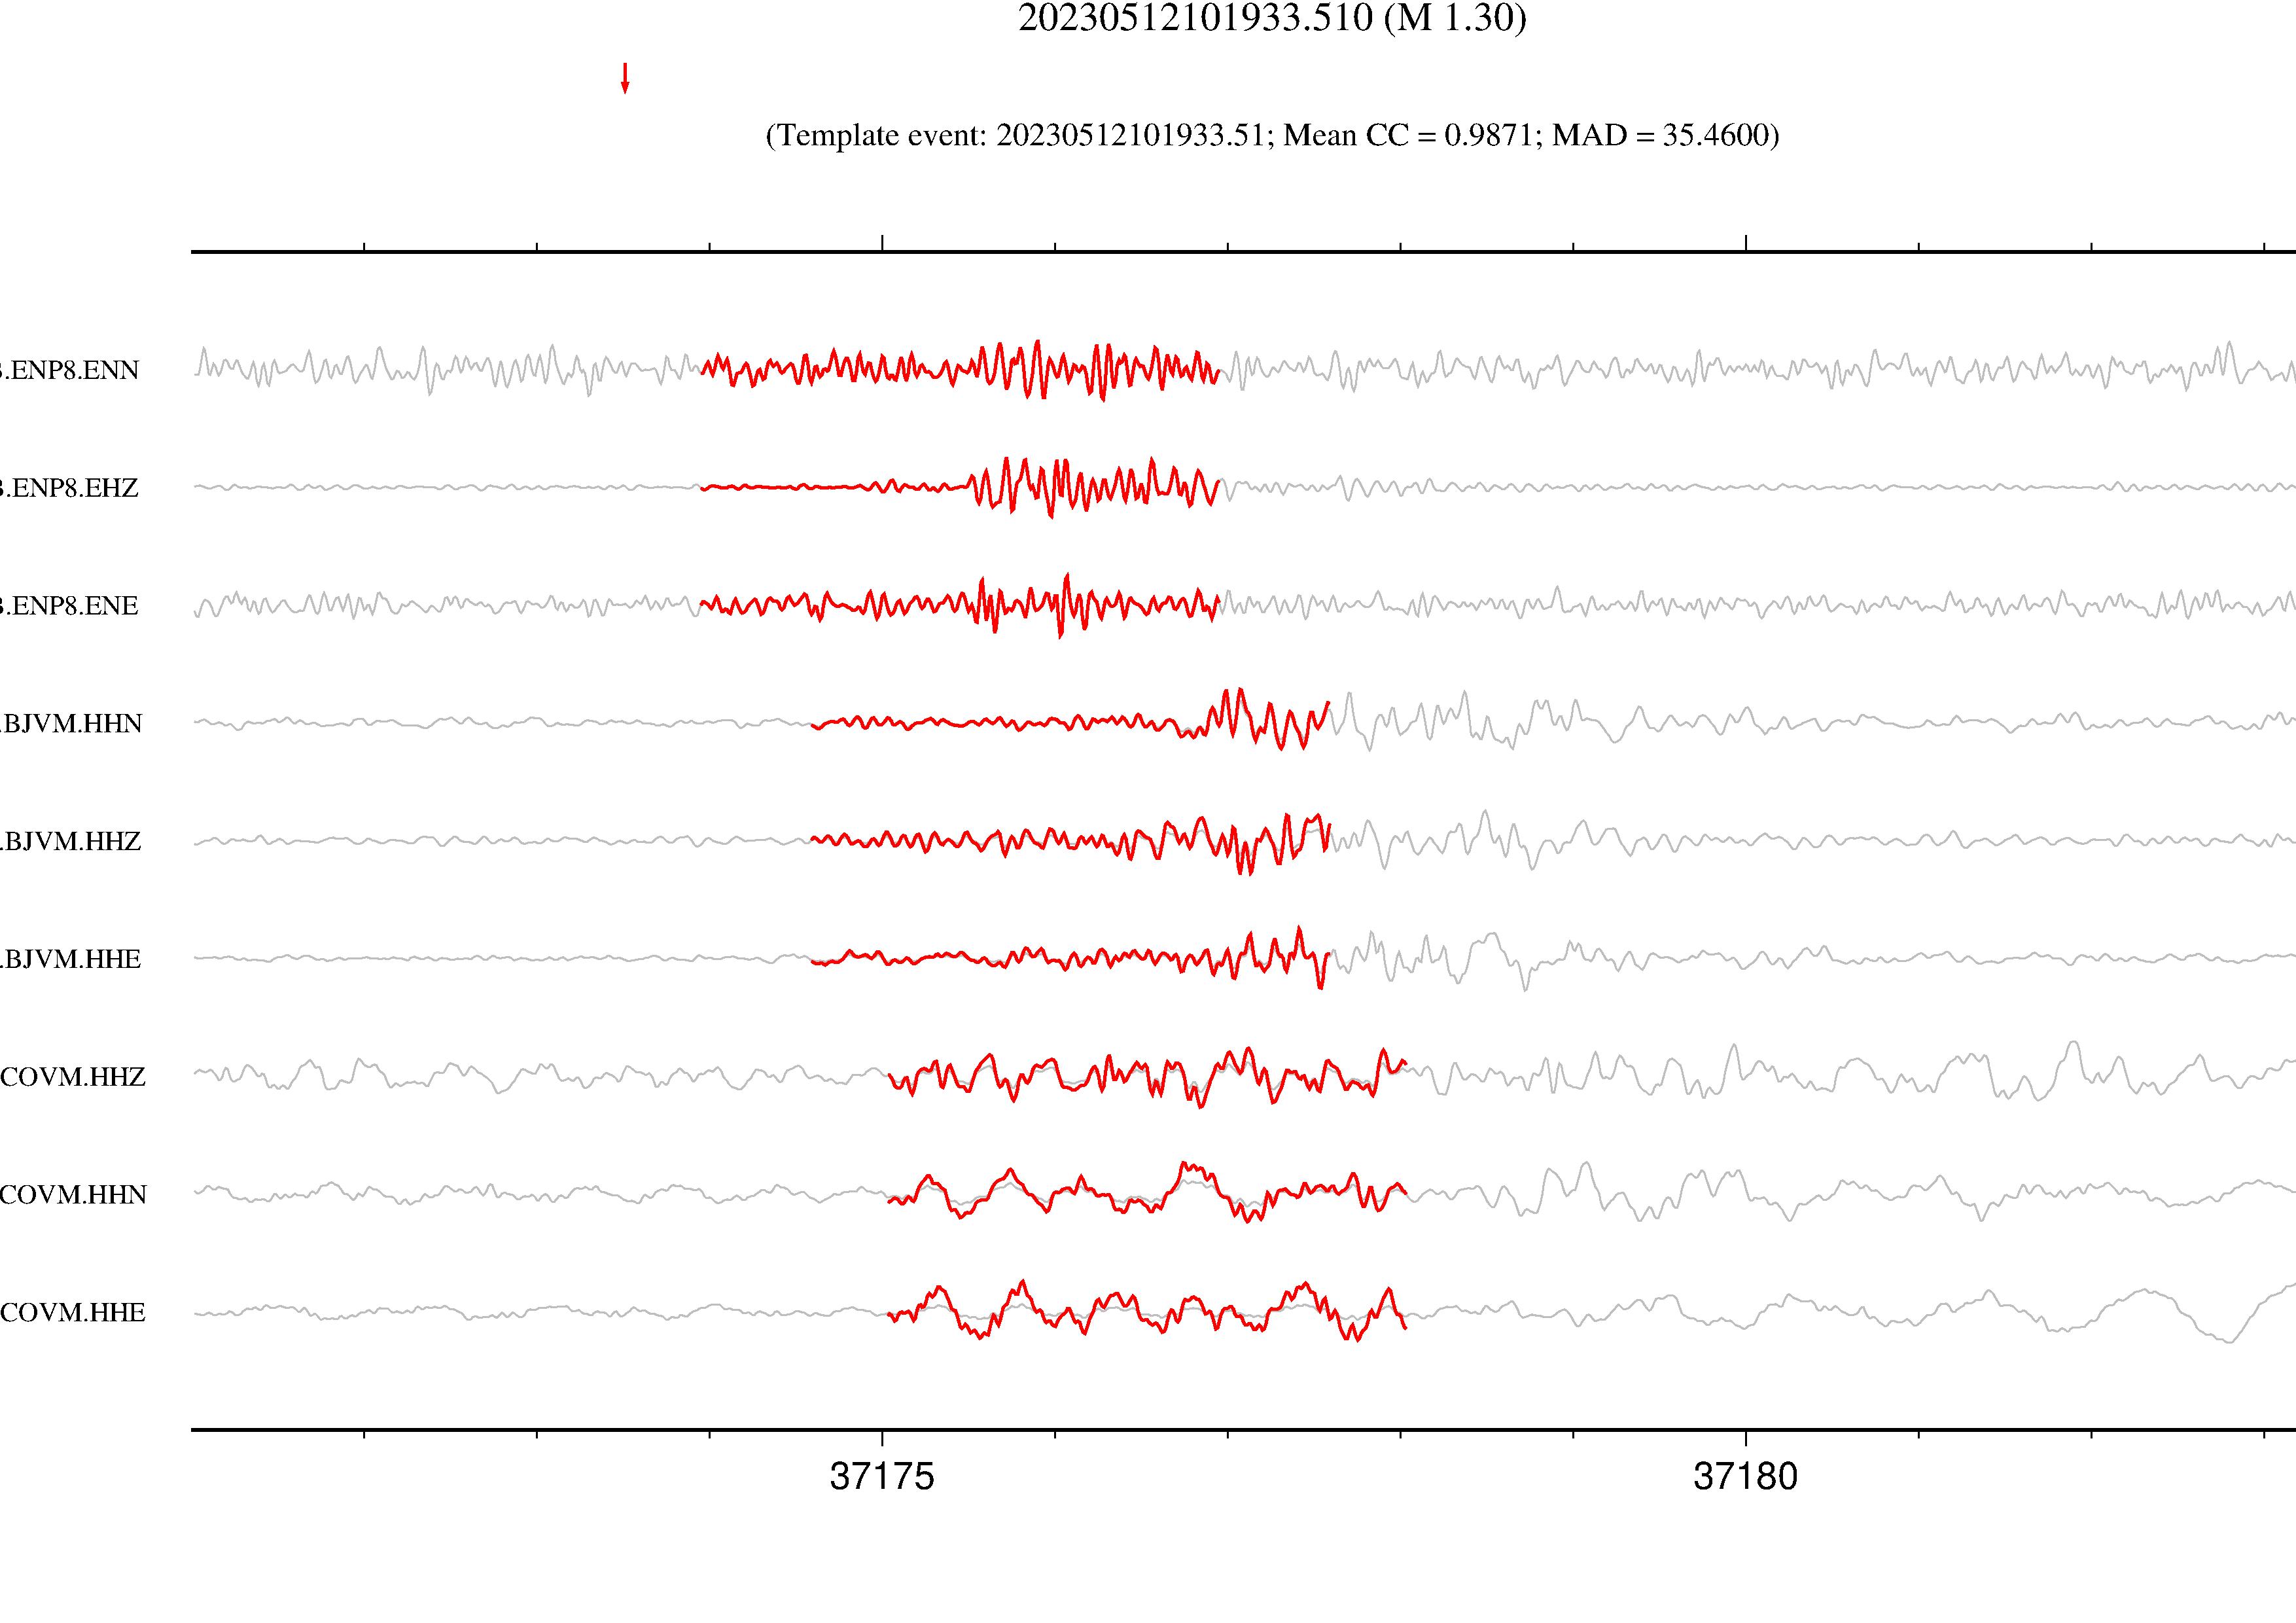 20230512101933.510 (M 1.30)
(Template event: 20230512101933.51; Mean CC = 0.9871; MAD = 35.4600)
.ENP8.ENN
.ENP8.EHZ
.ENP8.ENE
.BJVM.HHN
.BJVM.HHZ
.BJVM.HHE
COVM.HHZ
COVM.HHN
COVM.HHE
37175 37180